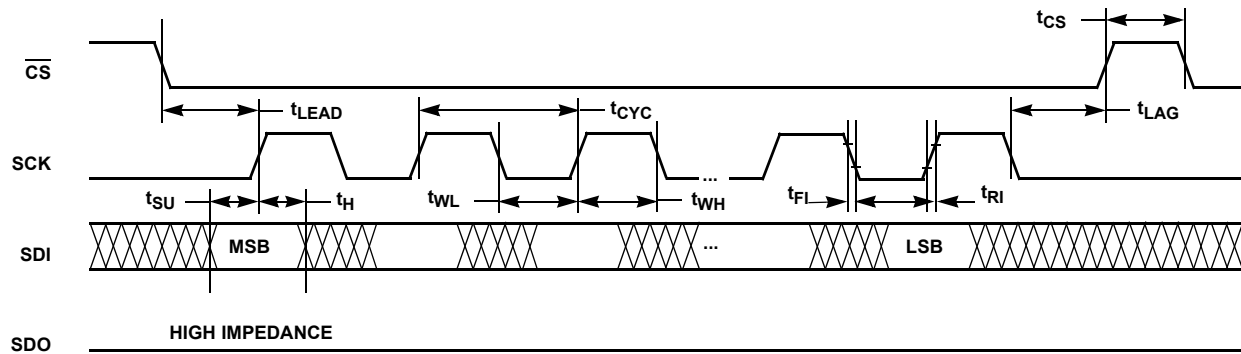 tCS
CS
tLEAD
tCYC
tLAG
SCK
...
tSU
tH
tWL
tWH
tFI
tRI
SDI
MSB
...
LSB
HIGH IMPEDANCE
SDO